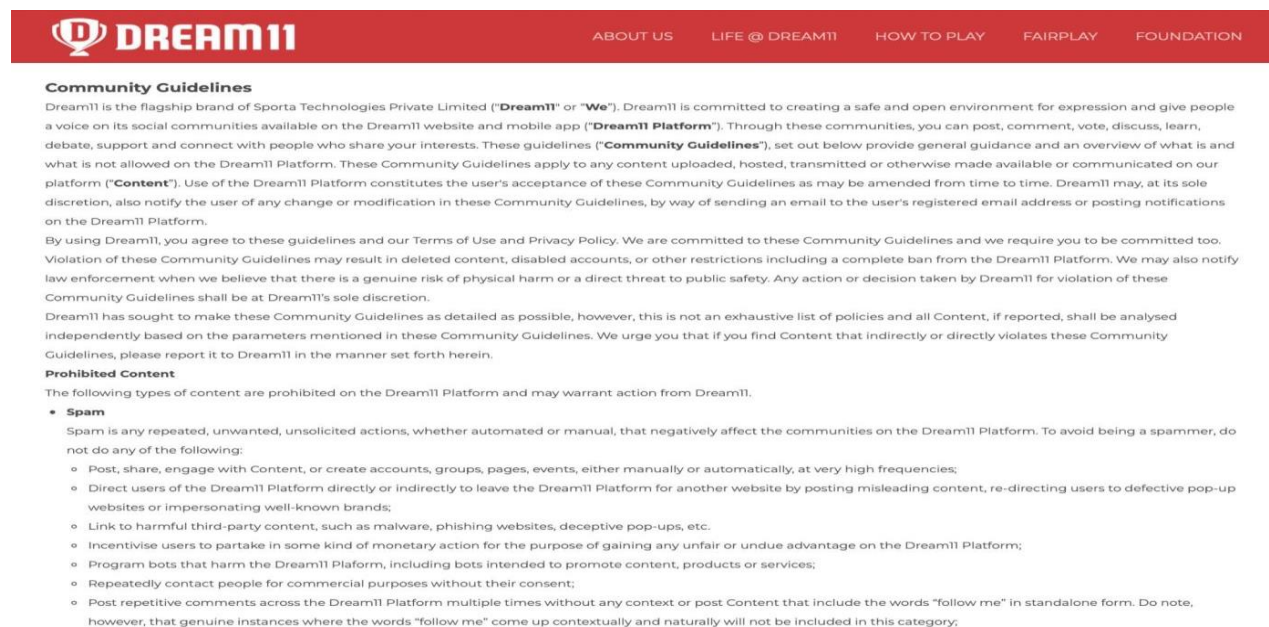 DREAM11
ABOUT US LIFE @ DREAM11 HOW TO PLAY FAIRPLAY FOUNDATION
Community Guidelines
Dream11 is the flagship brand of Sporta Technologies Private Limited ("Dream11" or "We"). Dream11 is committed to creating a safe and open environment for expression and give people
a voice on its social communities available on the Dream11 website and mobile app ("Dream11 Platform"). Through these communities, you can post, comment, vote, discuss, learn,
debate, support and connect with people who share your interests. These guidelines ("Community Guidelines"), set out below provide general guidance and an overview of what is and
what is not allowed on the Dream11 Platform. These Community Guidelines apply to any content uploaded, hosted, transmitted or otherwise made available or communicated on our
platform ("Content"). Use of the Dream11 Platform constitutes the user's acceptance of these Community Guidelines as may be amended from time to time. Dream11 may, at its sole
discretion, also notify the user of any change or modification in these Community Guidelines, by way of sending an email to the user's registered email address or posting notifications
on the Dream11 Platform.
By using Dream11, you agree to these guidelines and our Terms of Use and Privacy Policy. We are committed to these Community Guidelines and we require you to be committed too.
Violation of these Community Guidelines may result in deleted content, disabled accounts, or other restrictions including a complete ban from the Dream11 Platform. We may also notify
law enforcement when we believe that there is a genuine risk of physical harm or a direct threat to public safety. Any action or decision taken by Dream11 for violation of these
Community Guidelines shall be at Dream11's sole discretion.
Dream11 has sought to make these Community Guidelines as detailed as possible, however, this is not an exhaustive list of policies and all Content, if reported, shall be analysed
independently based on the parameters mentioned in these Community Guidelines. We urge you that if you find Content that indirectly or directly violates these Community
Guidelines, please report it to Dream11 in the manner set forth herein.
Prohibited Content
The following types of content are prohibited on the Dream11 Platform and may warrant action from Dream11.
• Spam
Spam is any repeated, unwanted, unsolicited actions, whether automated or manual, that negatively affect the communities on the Dream11 Platform. To avoid being a spammer, do
not do any of the following:
◦ Post, share, engage with Content, or create accounts, groups, pages, events, either manually or automatically, at very high frequencies;
◦ Direct users of the Dream11 Platform directly or indirectly to leave the Dream11 Platform for another website by posting misleading content, re-directing users to defective pop-up
websites or impersonating well-known brands;
◦ Link to harmful third-party content, such as malware, phishing websites, deceptive pop-ups, etc.
◦ Incentivise users to partake in some kind of monetary action for the purpose of gaining any unfair or undue advantage on the Dream11 Platform;
◦ Program bots that harm the Dream11 Plaform, including bots intended to promote content, products or services;
◦ Repeatedly contact people for commercial purposes without their consent;
◦ Post repetitive comments across the Dream11 Platform multiple times without any context or post Content that include the words "follow me" in standalone form. Do note,
however, that genuine instances where the words "follow me" come up contextually and naturally will not be included in this category;